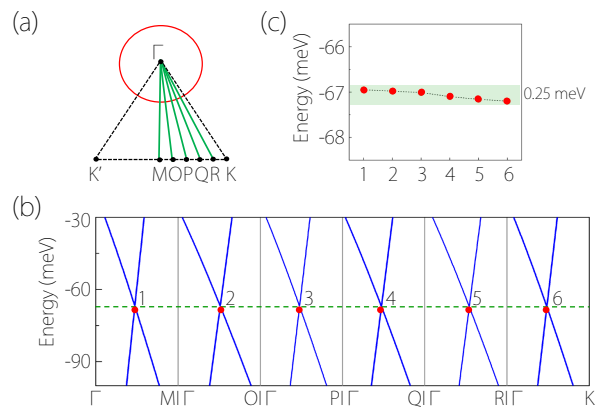 (a)
Γ
K'
M O P Q R K
(c)
Energy (meV)
-66
-67
-68
0.25 meV
1 2 3 4 5 6
(b)
Energy (meV)
-30
-60
-90
1 2 3 4 5 6
Γ M|Γ O|Γ P|Γ Q|Γ R|Γ K